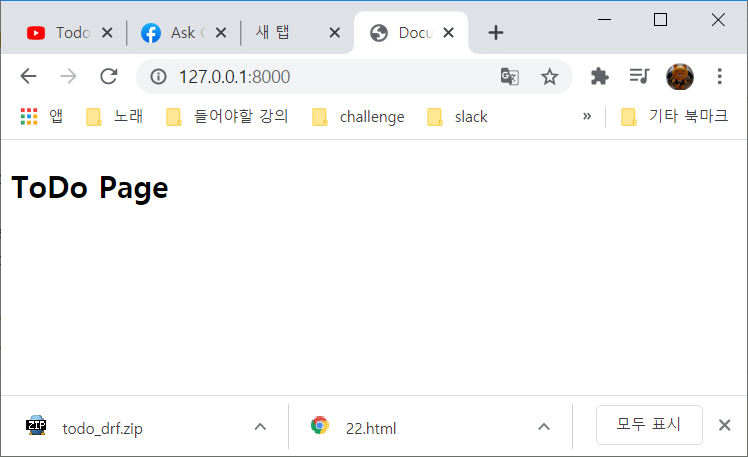 Todo
Ask
새 탭
Docu
127.0.0.1:8000
앱
노래
들어야할 강의
challenge
slack
»
기타 북마크
ToDo Page
ZIP
todo_drf.zip
22.html
모두 표시